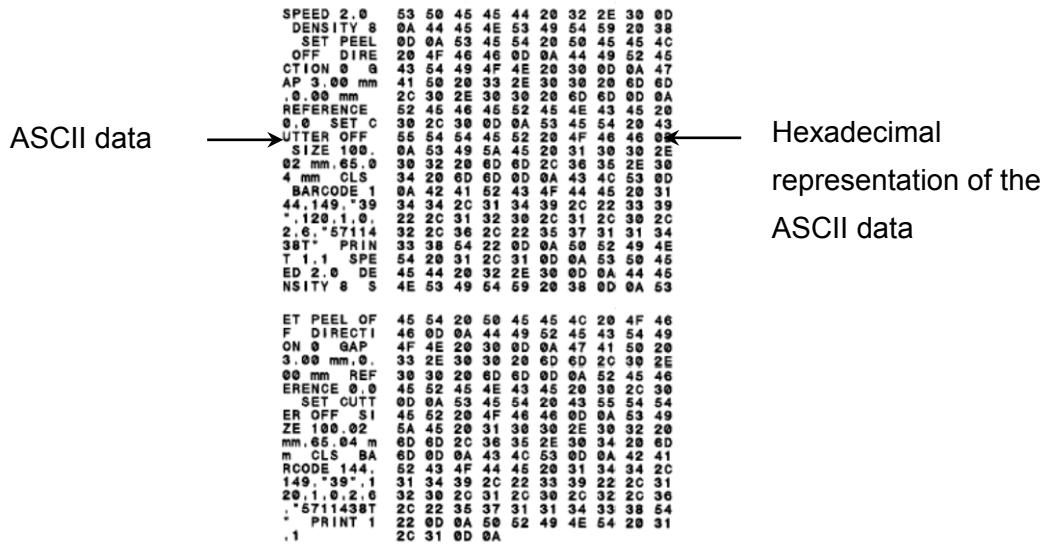 SPEED 2.0 53 50 45 45 44 20 32 2E 30 0D
DENSITY 8 0A 44 45 4E 53 49 54 59 20 38
SET PEEL 0D 0A 53 45 54 20 50 45 45 4C
OFF DIRE 20 4F 46 46 0D 0A 44 49 52 45
CTION 0 G 43 54 49 4F 4E 20 30 0D 0A 47
AP 3.00 mm 41 50 20 33 2E 30 30 20 6D 6D
,0.00 mm 2C 30 2E 30 30 20 6D 6D 0D 0A
REFERENCE 52 45 46 45 52 45 4E 43 45 20
0,0 SET C 30 2C 30 0D 0A 53 45 54 20 43
ASCII data
UTTER OFF 55 54 54 45 52 20 4F 46 46
SIZE 100. 0A 53 49 5A 45 20 31 30 30 2E
02 mm,65.0 30 32 20 6D 6D 2C 36 35 2E 30
4 mm CLS 34 20 6D 6D 0D 0A 43 4C 53 0D
BARCODE 1 0A 42 41 52 43 4F 44 45 20 31
44,149,"39 34 34 2C 31 34 39 2C 22 33 39
",120,1,0, 22 2C 31 32 30 2C 31 2C 30 2C
2,6,"57114 32 2C 36 2C 22 35 37 31 31 34
38T" PRIN 33 38 54 22 0D 0A 50 52 49 4E
T 1,1 SPE 54 20 31 2C 31 0D 0A 53 50 45
ED 2.0 DE 45 44 20 32 2E 30 0D 0A 44 45
NSITY 8 S 4E 53 49 54 59 20 38 0D 0A 53
Hexadecimal
representation of the
ASCII data
ET PEEL OF 45 54 20 50 45 45 4C 20 4F 46
F DIRECTI 46 0D 0A 44 49 52 45 43 54 49
ON 0 GAP 4F 4E 20 30 0D 0A 47 41 50 20
3.00 mm,0. 33 2E 30 30 20 6D 6D 2C 30 2E
00 mm REF 30 30 20 6D 6D 0D 0A 52 45 46
ERENCE 0,0 45 52 45 4E 43 45 20 30 2C 30
SET CUTT 0D 0A 53 45 54 20 43 55 54 54
ER OFF SI 45 52 20 4F 46 46 0D 0A 53 49
ZE 100.02 5A 45 20 31 30 30 2E 30 32 20
mm,65.04 m 6D 6D 2C 36 35 2E 30 34 20 6D
m CLS BA 6D 0D 0A 43 4C 53 0D 0A 42 41
RCODE 144, 52 43 4F 44 45 20 31 34 34 2C
149,"39",1 31 34 39 2C 22 33 39 22 2C 31
20,1,0,2,6 32 30 2C 31 2C 30 2C 32 2C 36
,"5711438T 2C 22 35 37 31 31 34 33 38 54
" PRINT 1 22 0D 0A 50 52 49 4E 54 20 31
,1 2C 31 0D 0A